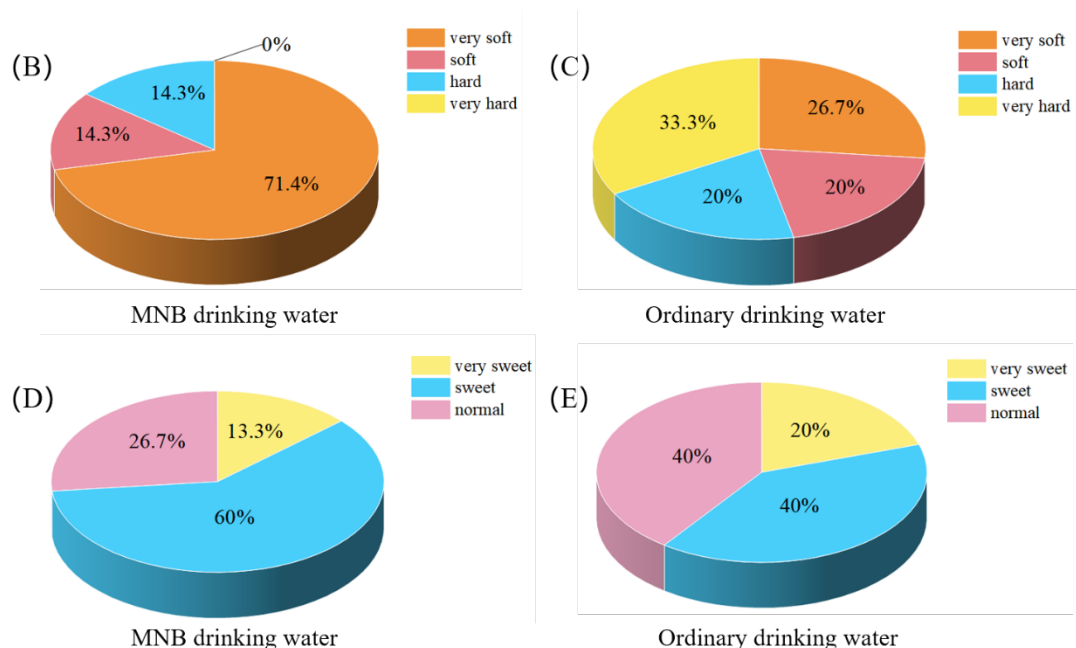 (B)
0%
14.3%
14.3%
71.4%
very soft
soft
hard
very hard
MNB drinking water
(C)
33.3%
26.7%
20%
20%
very soft
soft
hard
very hard
Ordinary drinking water
(D)
26.7%
13.3%
60%
very sweet
sweet
normal
MNB drinking water
(E)
40%
20%
40%
very sweet
sweet
normal
Ordinary drinking water